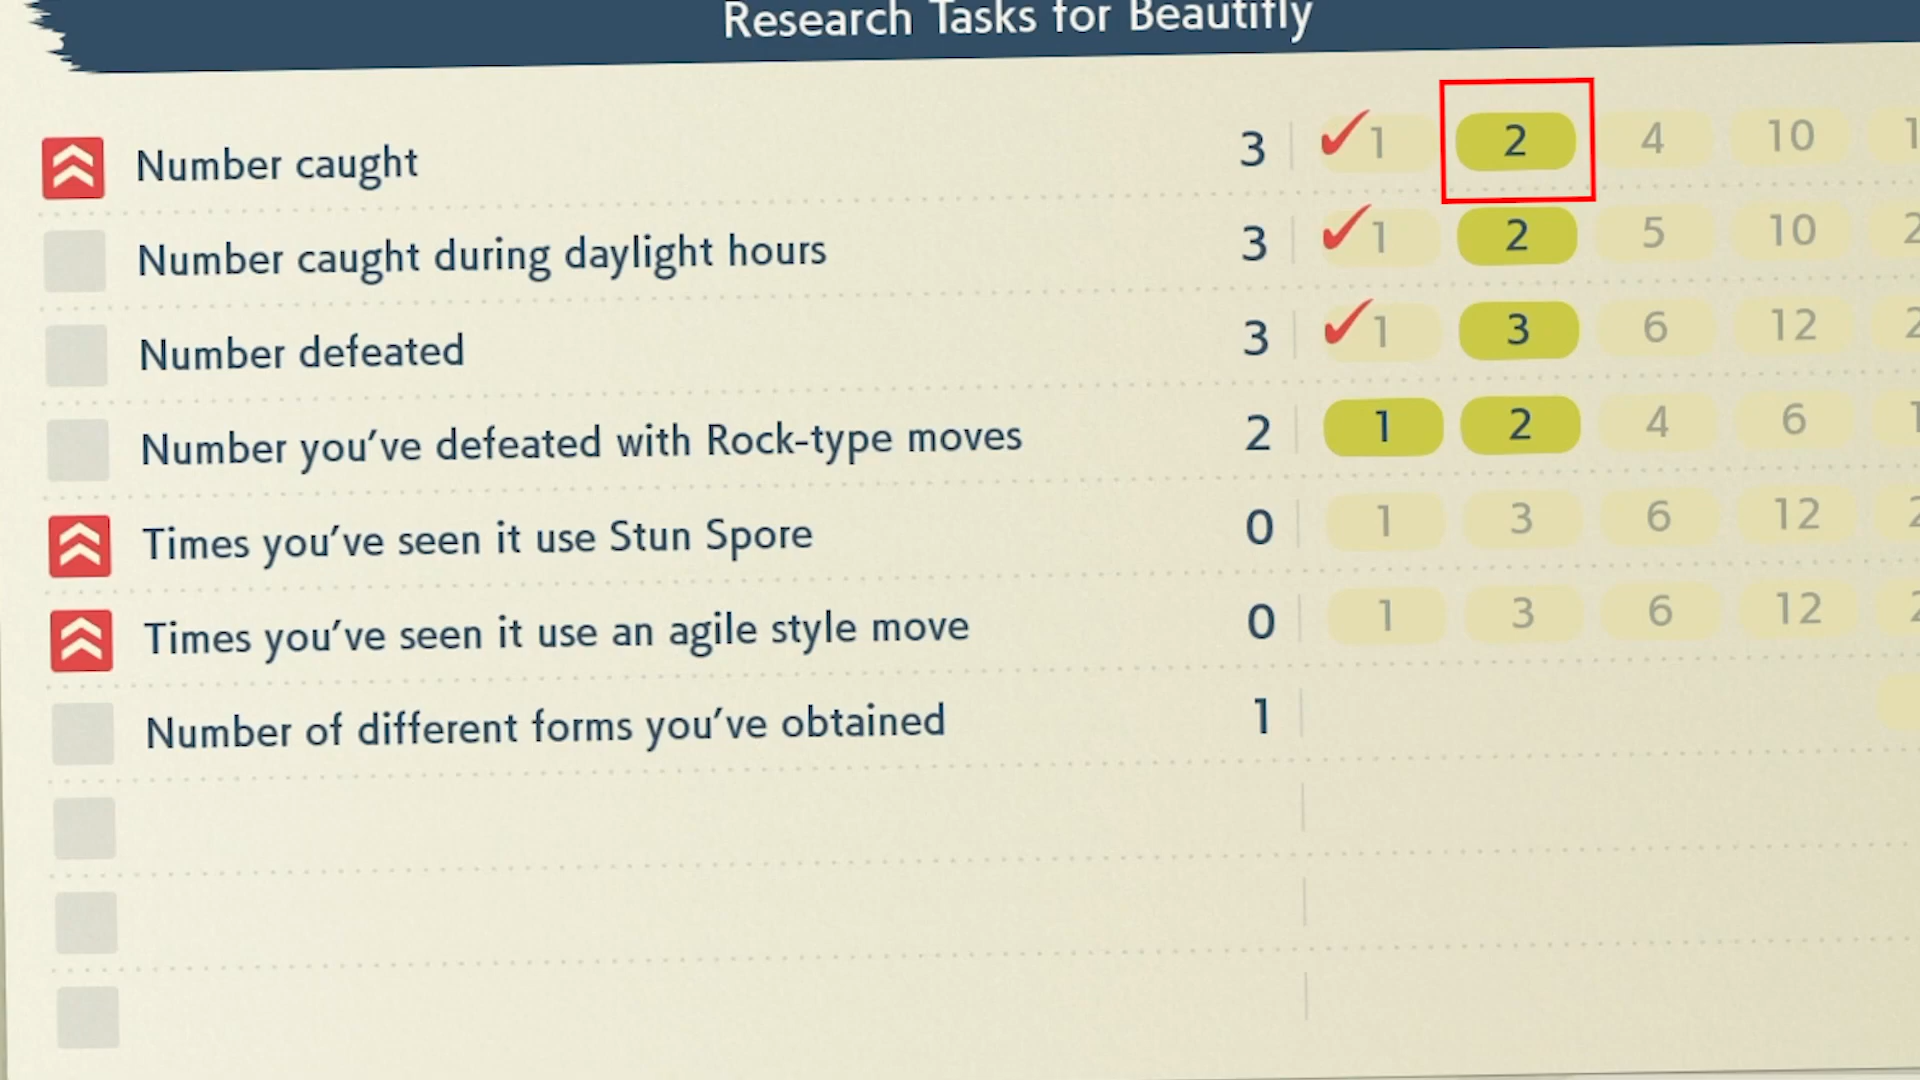 Research Tasks for Beautifly
Number caught 3 1 2 4 10
Number caught during daylight hours 3 1 2 5 10
Number defeated 3 1 3 6 12
Number you've defeated with Rock-type moves 2 1 2 4 6
Times you've seen it use Stun Spore 0 1 3 6 12
Times you've seen it use an agile style move 0 1 3 6 12
Number of different forms you've obtained 1